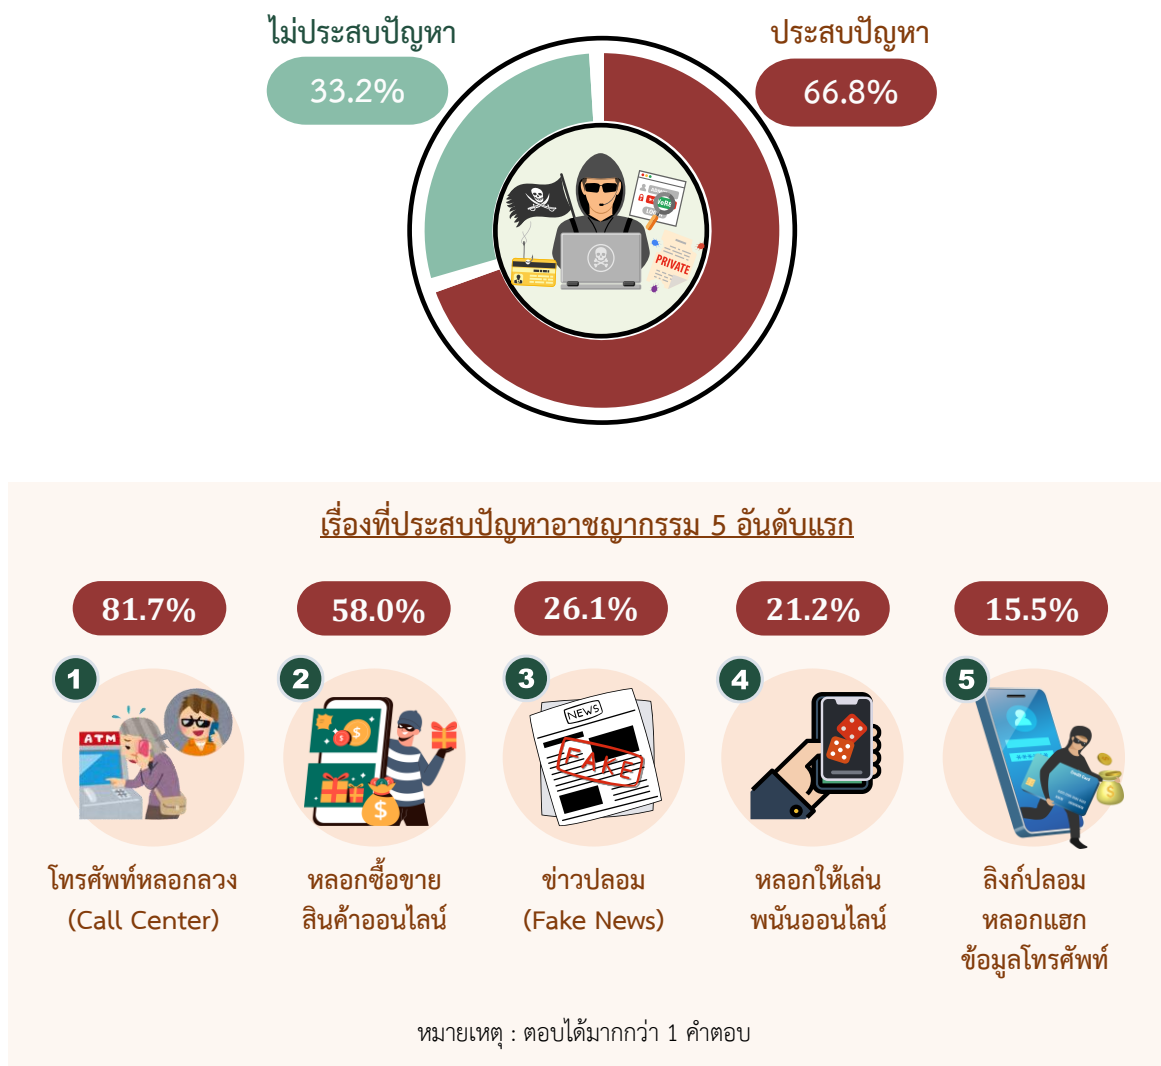 ไม่ประสบปัญหา
33.2%
ประสบปัญหา
66.8%
PRIVATE
เรื่องที่ประสบปัญหาอาชญากรรม 5 อันดับแรก
81.7%
58.0%
26.1%
21.2%
15.5%
1
2
3
4
5
ATM
NEWS
FAKE
โทรศัพท์หลอกลวง
(Call Center)
หลอกซื้อขาย
สินค้าออนไลน์
ข่าวปลอม
(Fake News)
หลอกให้เล่น
พนันออนไลน์
ลิงก์ปลอม
หลอกแฮก
ข้อมูลโทรศัพท์
หมายเหตุ : ตอบได้มากกว่า 1 คำตอบ